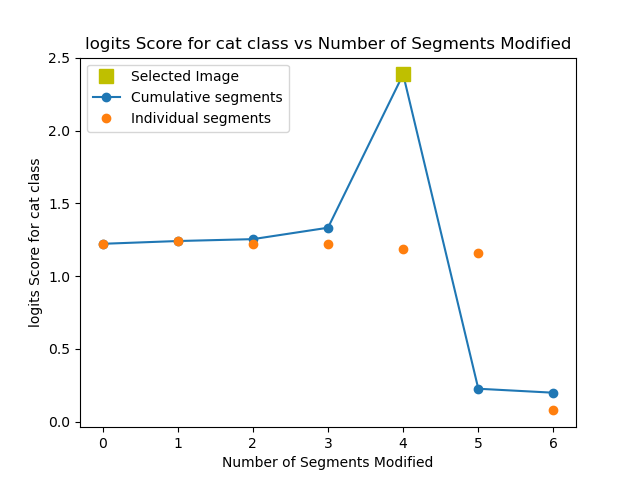 logits Score for cat class vs Number of Segments Modified
2.5
2.0
1.5
1.0
0.5
0.0
logits Score for cat class
Selected Image
Cumulative segments
Individual segments
0 1 2 3 4 5 6
Number of Segments Modified